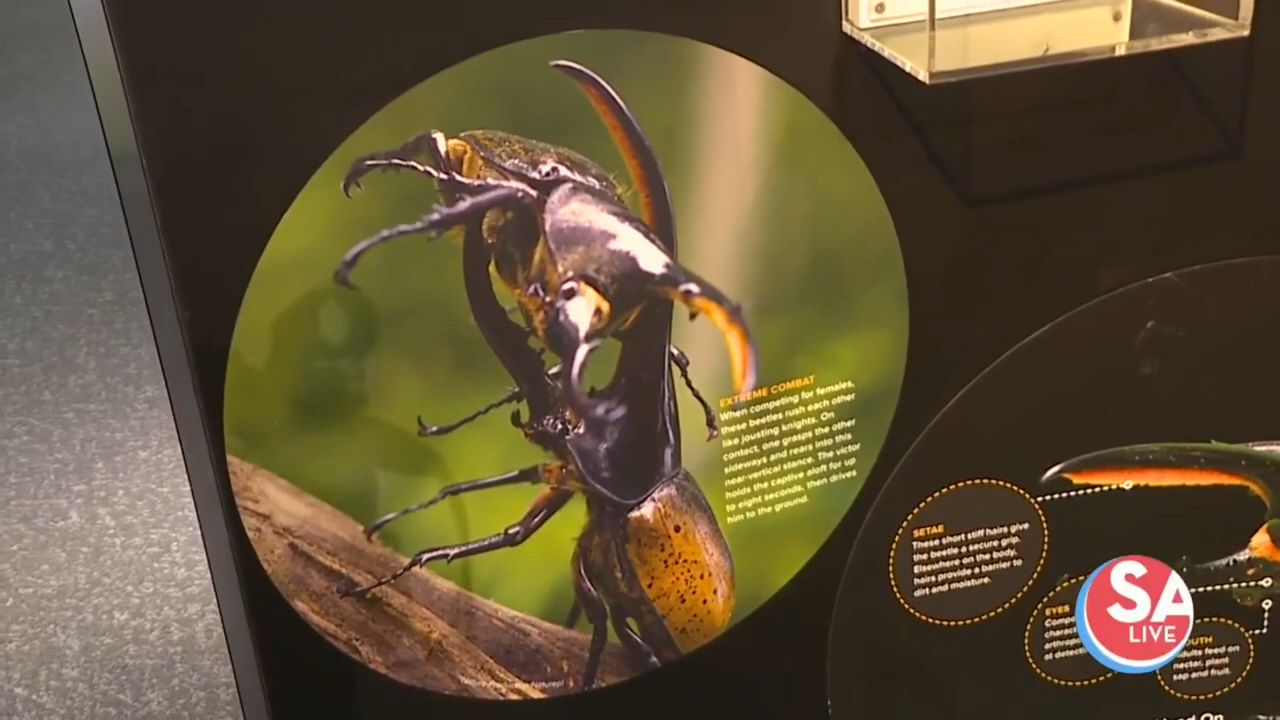 EXTREME COMBAT
When competing for females,
these beetles rush each other
like jousting knights. On
contact, one grasps the other
sideways and rears into this
near-vertical stance. The victor
holds the captive aloft for up
to eight seconds, then drives
him to the ground.
SETAE
These short stiff hairs give
the beetle a secure grip.
Elsewhere on the body,
hairs provide a barrier to
dirt and moisture.
EYES
at
nectar, plant
sap and fruit.
SA
LIVE
On